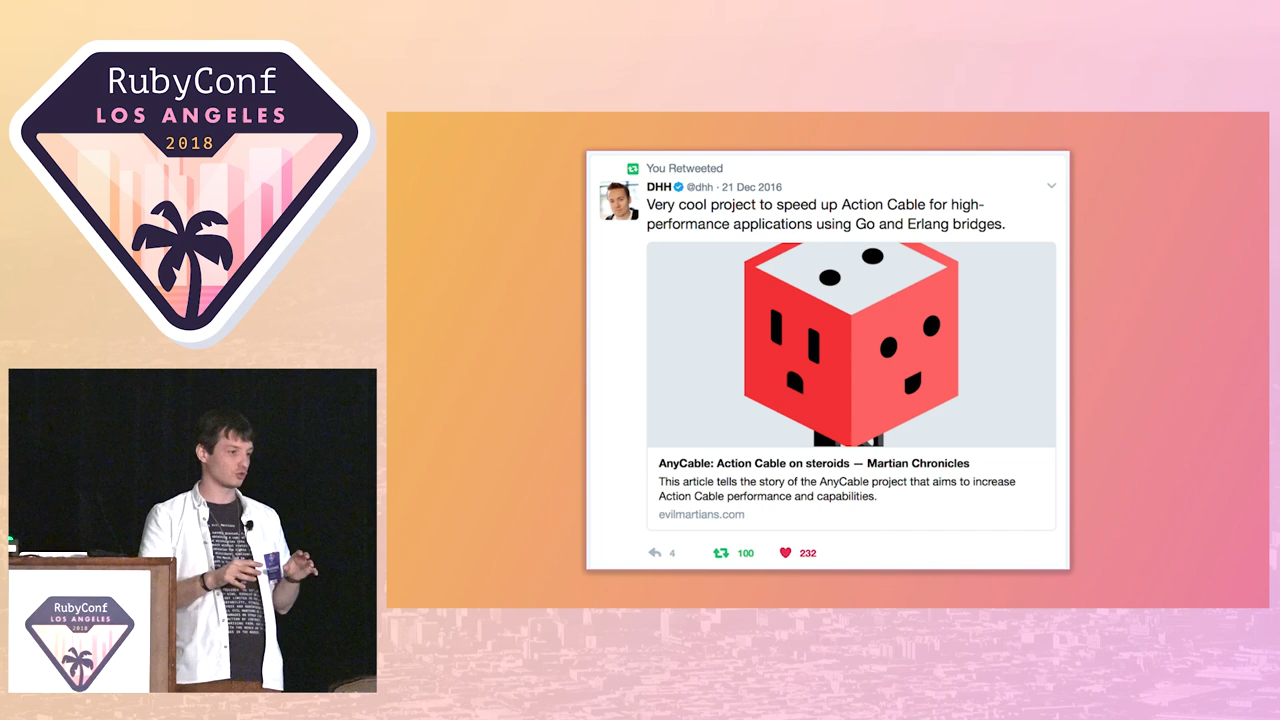 RubyConf
LOS ANGELES
2018
You Retweeted
DHH @dhh · 21 Dec 2016
Very cool project to speed up Action Cable for high-
performance applications using Go and Erlang bridges.
AnyCable: Action Cable on steroids — Martian Chronicles
This article tells the story of the AnyCable project that aims to increase
Action Cable performance and capabilities.
evilmartians.com
4 100 232
RubyConf
LOS ANGELES
2018